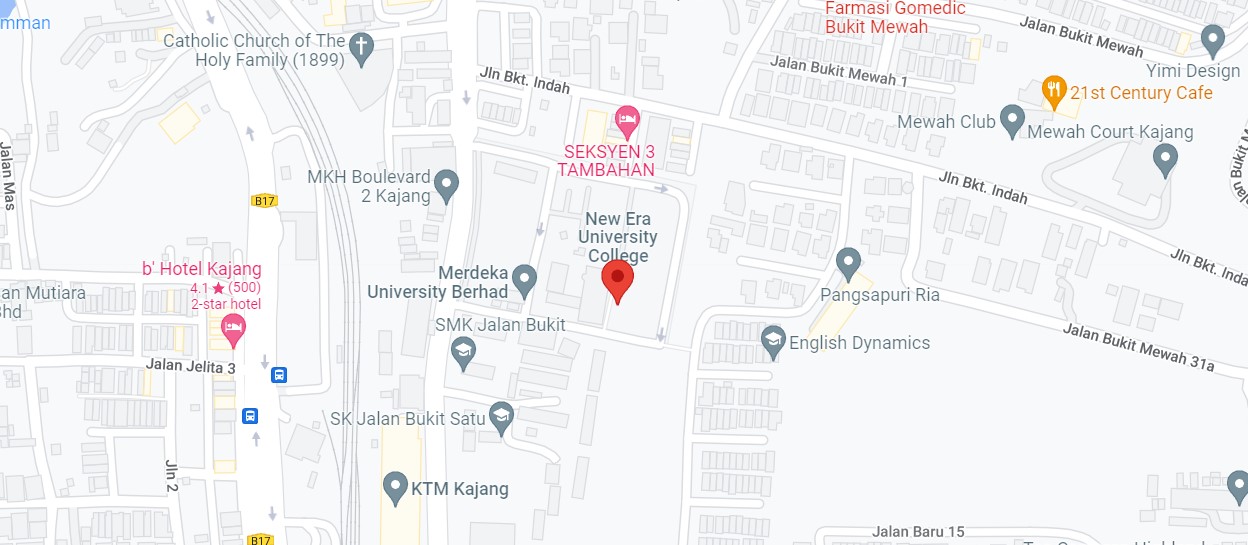 mman
Catholic Church of The
Holy Family (1899)
Farmasi Gomedic
Bukit Mewah
Jalan Bukit Mewah
Yimi Design
Jln Bkt. Indah
Jalan Bukit Mewah 1
21st Century Cafe
Mewah Club
Mewah Court Kajang
SEKSYEN 3
TAMBAHAN
Jalan Mas
MKH Boulevard
2 Kajang
B17
Jln Bkt. Indah
Jalan Bukit M
New Era
University
College
b' Hotel Kajang
4.1 ★ (500)
2-star hotel
Merdeka
University Berhad
Jln Bkt. Inda
an Mutiara
hd
Pangsapuri Ria
SMK Jalan Bukit
English Dynamics
Jalan Bukit Mewah 31a
Jalan Jelita 3
SK Jalan Bukit Satu
Jln 2
KTM Kajang
Jalan Baru 15
B17